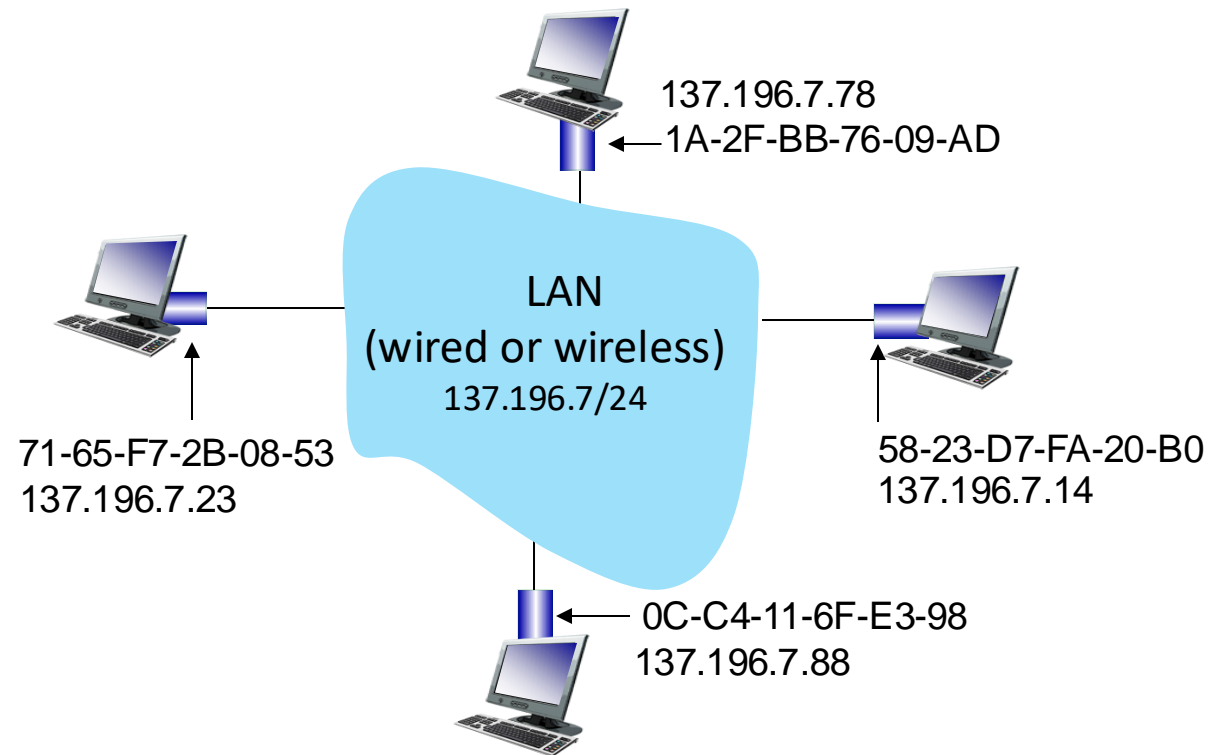 137.196.7.78
1A-2F-BB-76-09-AD
LAN
(wired or wireless)
137.196.7/24
71-65-F7-2B-08-53
137.196.7.23
58-23-D7-FA-20-B0
137.196.7.14
0C-C4-11-6F-E3-98
137.196.7.88